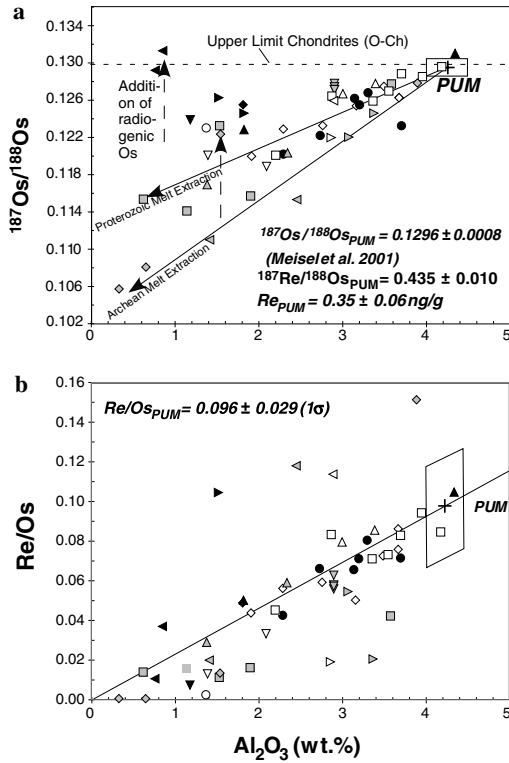 a
0.134
0.130
0.126
0.122
0.118
0.114
0.110
0.106
0.102
187Os/188Os
Upper Limit Chondrites (O-Ch)
PUM
Addit-
ion of
radio-
genic
Os
Proterozoic Melt Extraction
Archean Melt Extraction
187Os/188OsPUM = 0.1296 ± 0.0008
(Meisel et al. 2001)
187Re/188OsPUM = 0.435 ± 0.010
RePUM = 0.35 ± 0.06 ng/g
0 1 2 3 4 5
b
0.16
0.14
0.12
0.10
0.08
0.06
0.04
0.02
0.00
Re/Os
Re/OsPUM = 0.096 ± 0.029 (1σ)
PUM
0 1 2 3 4 5
Al2O3 (wt.%)